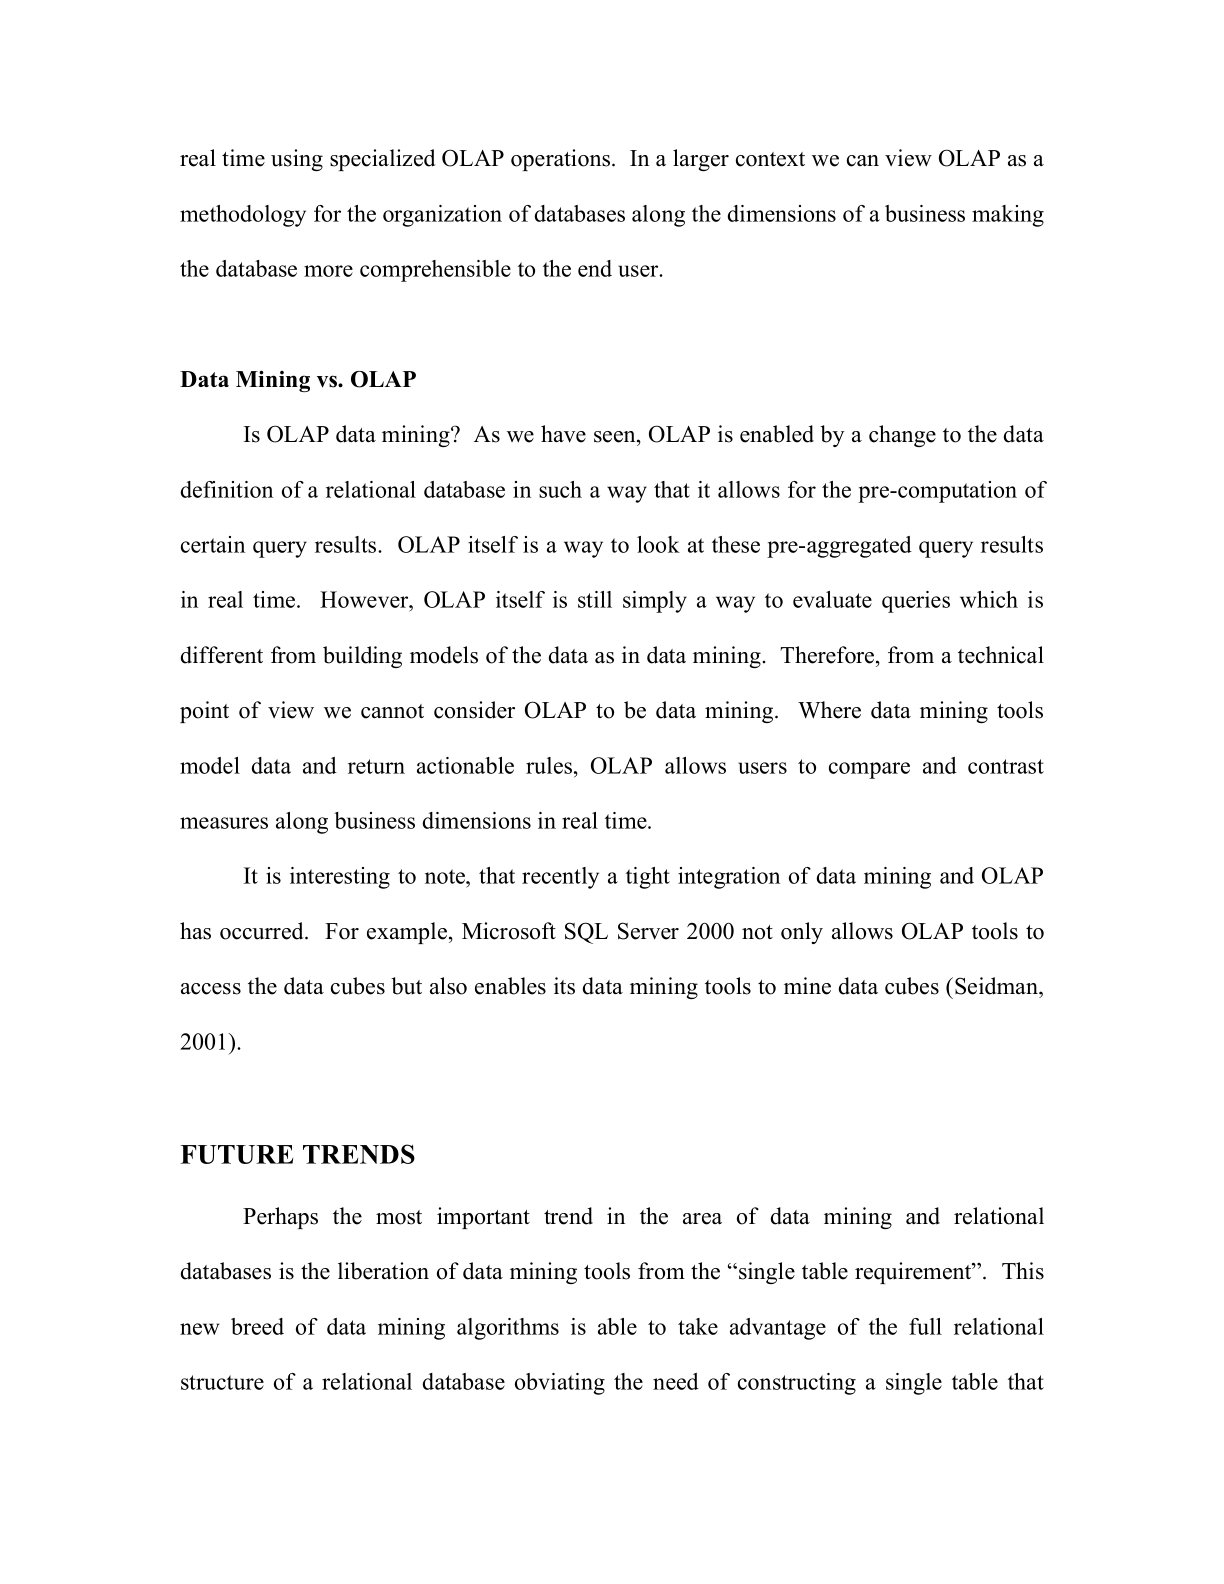 real time using specialized OLAP operations.  In a larger context we can view OLAP as a
methodology for the organization of databases along the dimensions of a business making
the database more comprehensible to the end user.
Data Mining vs. OLAP
Is OLAP data mining?  As we have seen, OLAP is enabled by a change to the data
definition of a relational database in such a way that it allows for the pre-computation of
certain query results.  OLAP itself is a way to look at these pre-aggregated query results
in real time.  However, OLAP itself is still simply a way to evaluate queries which is
different from building models of the data as in data mining.  Therefore, from a technical
point of view we cannot consider OLAP to be data mining.  Where data mining tools
model data and return actionable rules, OLAP allows users to compare and contrast
measures along business dimensions in real time.
It is interesting to note, that recently a tight integration of data mining and OLAP
has occurred.  For example, Microsoft SQL Server 2000 not only allows OLAP tools to
access the data cubes but also enables its data mining tools to mine data cubes (Seidman,
2001).
FUTURE TRENDS
Perhaps the most important trend in the area of data mining and relational
databases is the liberation of data mining tools from the “single table requirement”.  This
new breed of data mining algorithms is able to take advantage of the full relational
structure of a relational database obviating the need of constructing a single table that